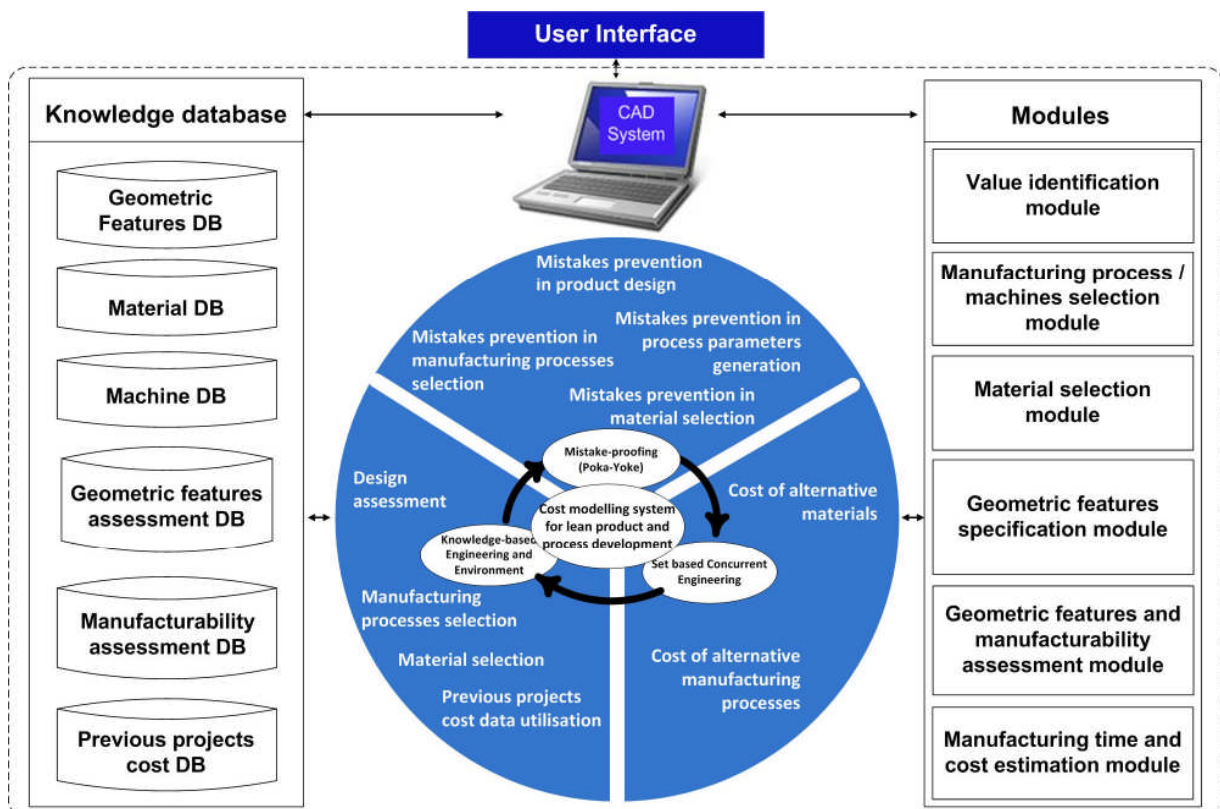 User Interface
Knowledge database
Geometric
Features DB
Material DB
Machine DB
Geometric features
assessment DB
Manufacturability
assessment DB
Previous projects
cost DB
CAD
System
Mistakes prevention
in product design
Mistakes prevention in
process parameters
generation
Mistakes prevention in
manufacturing processes
selection
Mistakes prevention in
material selection
Mistake-proofing
(Poka-Yoke)
Design
assessment
Cost of alternative
materials
Cost modelling system
for lean product and
process development
Knowledge-based
Engineering and
Environment
Set based Concurrent
Engineering
Manufacturing
processes selection
Material selection
Previous projects
cost data utilisation
Cost of alternative
manufacturing
processes
Modules
Value identification
module
Manufacturing process /
machines selection
module
Material selection
module
Geometric features
specification module
Geometric features and
manufacturability
assessment module
Manufacturing time and
cost estimation module